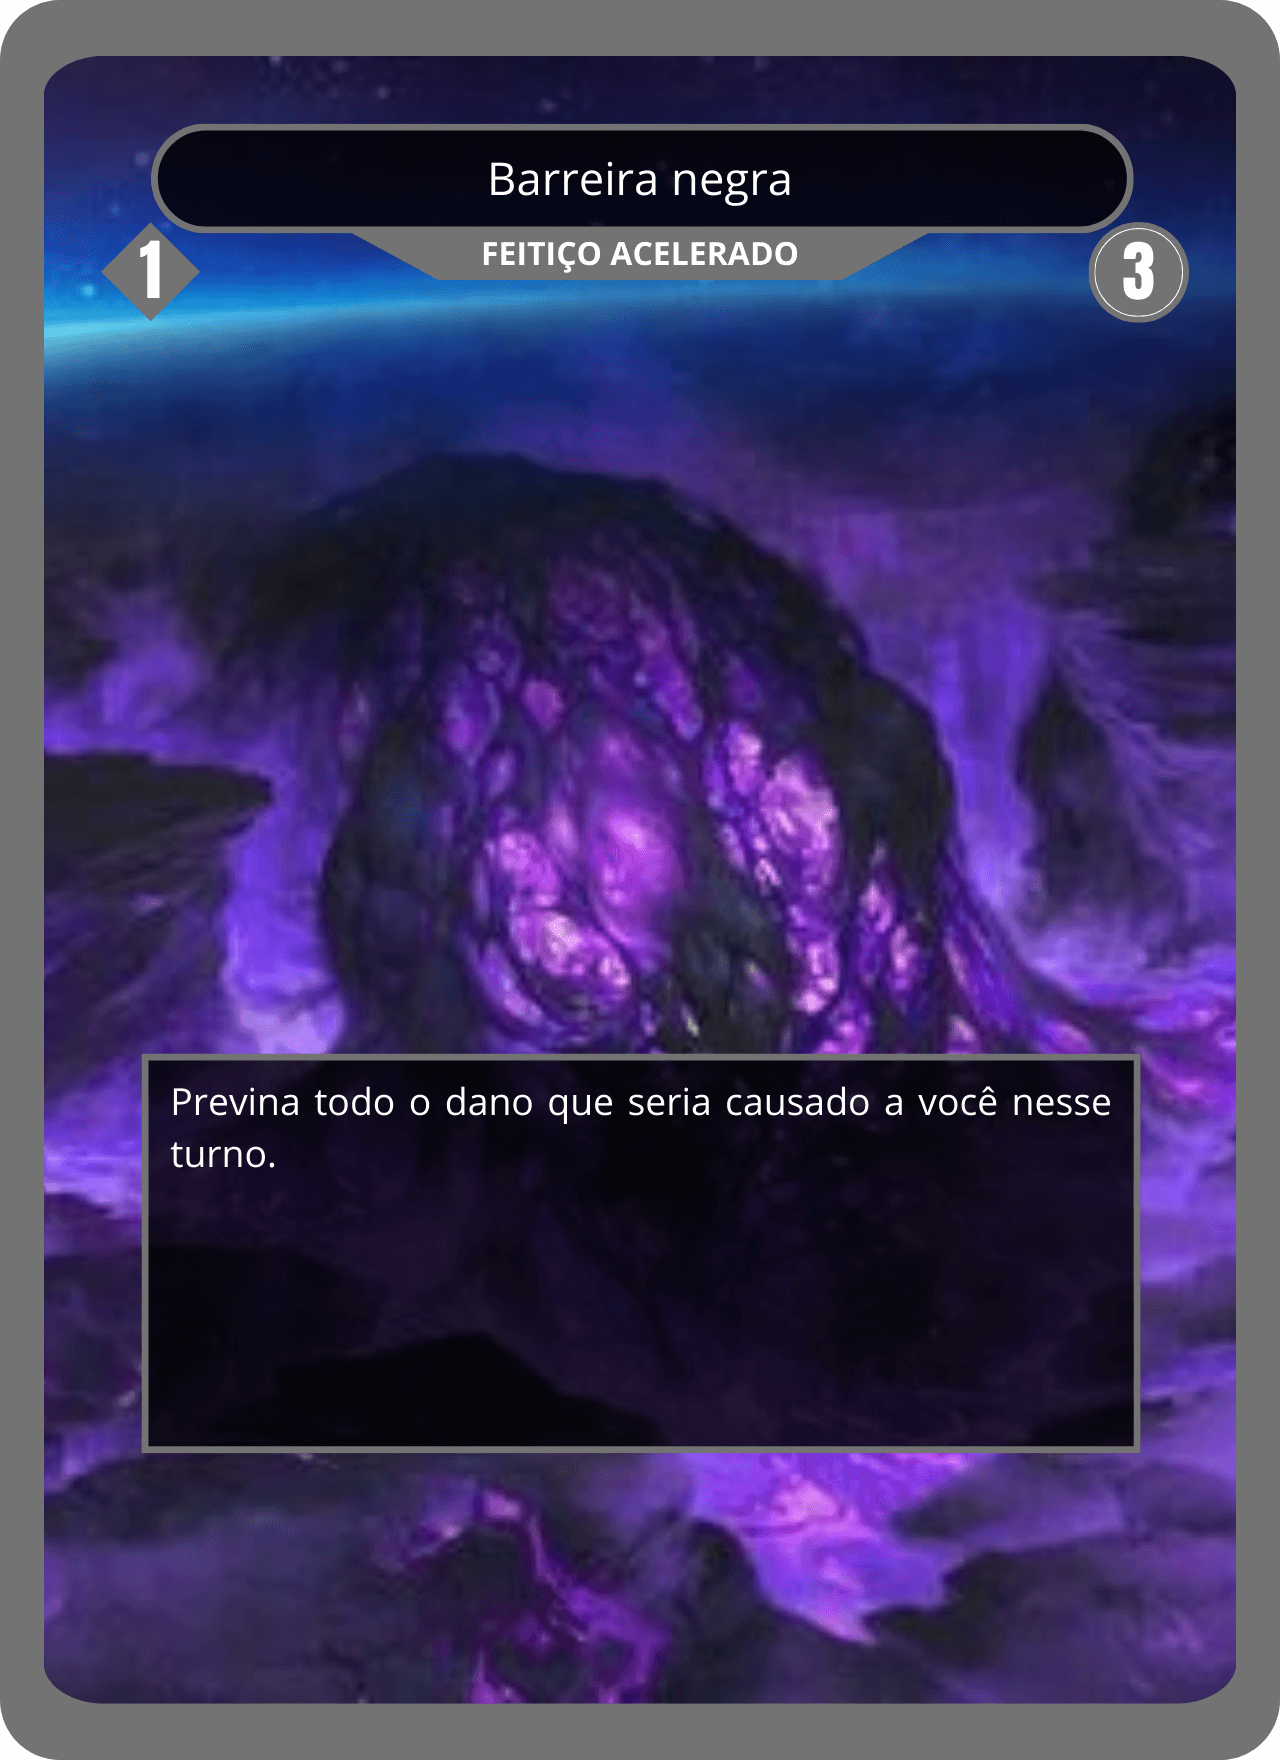 Barreira negra
FEITIÇO ACELERADO
1
3
Previna todo o dano que seria causado a você nesse
turno.